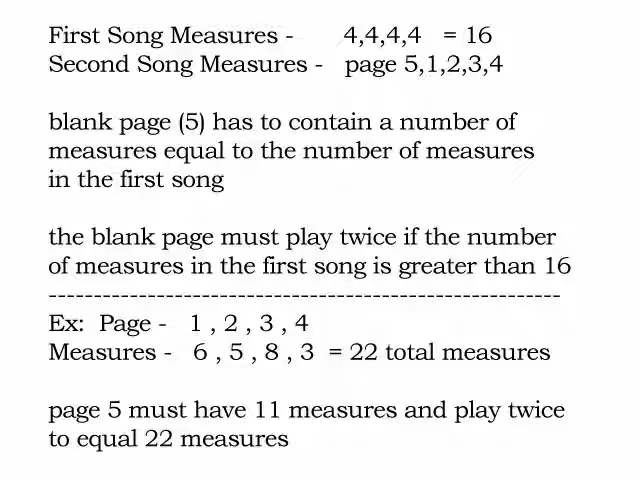 First Song Measures - 4,4,4,4 = 16
Second Song Measures - page 5,1,2,3,4
blank page (5) has to contain a number of
measures equal to the number of measures
in the first song
the blank page must play twice if the number
of measures in the first song is greater than 16
---------------------------------------------------------
Ex: Page - 1 , 2 , 3 , 4
Measures - 6 , 5 , 8 , 3 = 22 total measures
page 5 must have 11 measures and play twice
to equal 22 measures